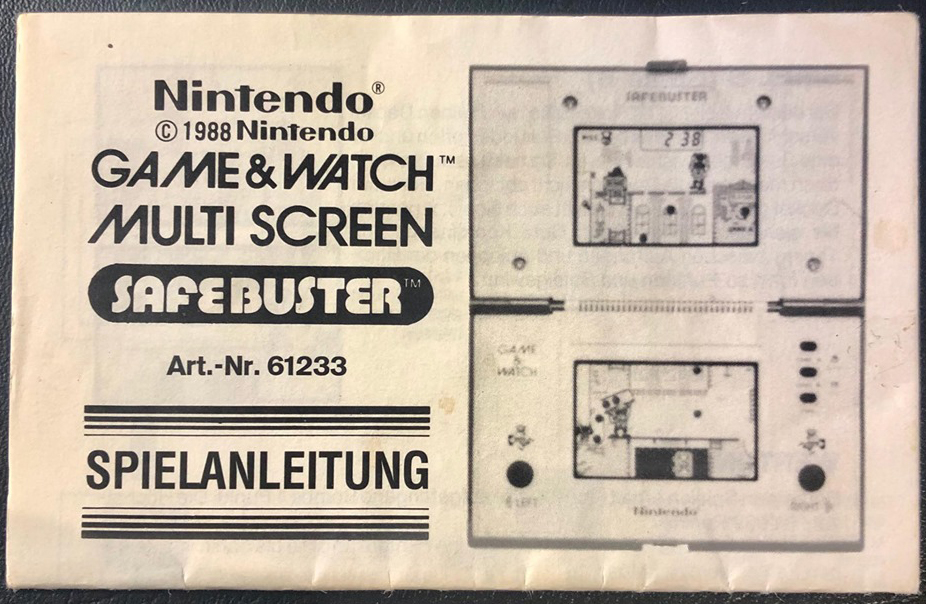 Nintendo®
© 1988 Nintendo
GAME & WATCH™
MULTI SCREEN
SAFEBUSTER™
Art.-Nr. 61233
SPIELANLEITUNG
SAFEBUSTER
2 38
GAME
&
WATCH
Nintendo